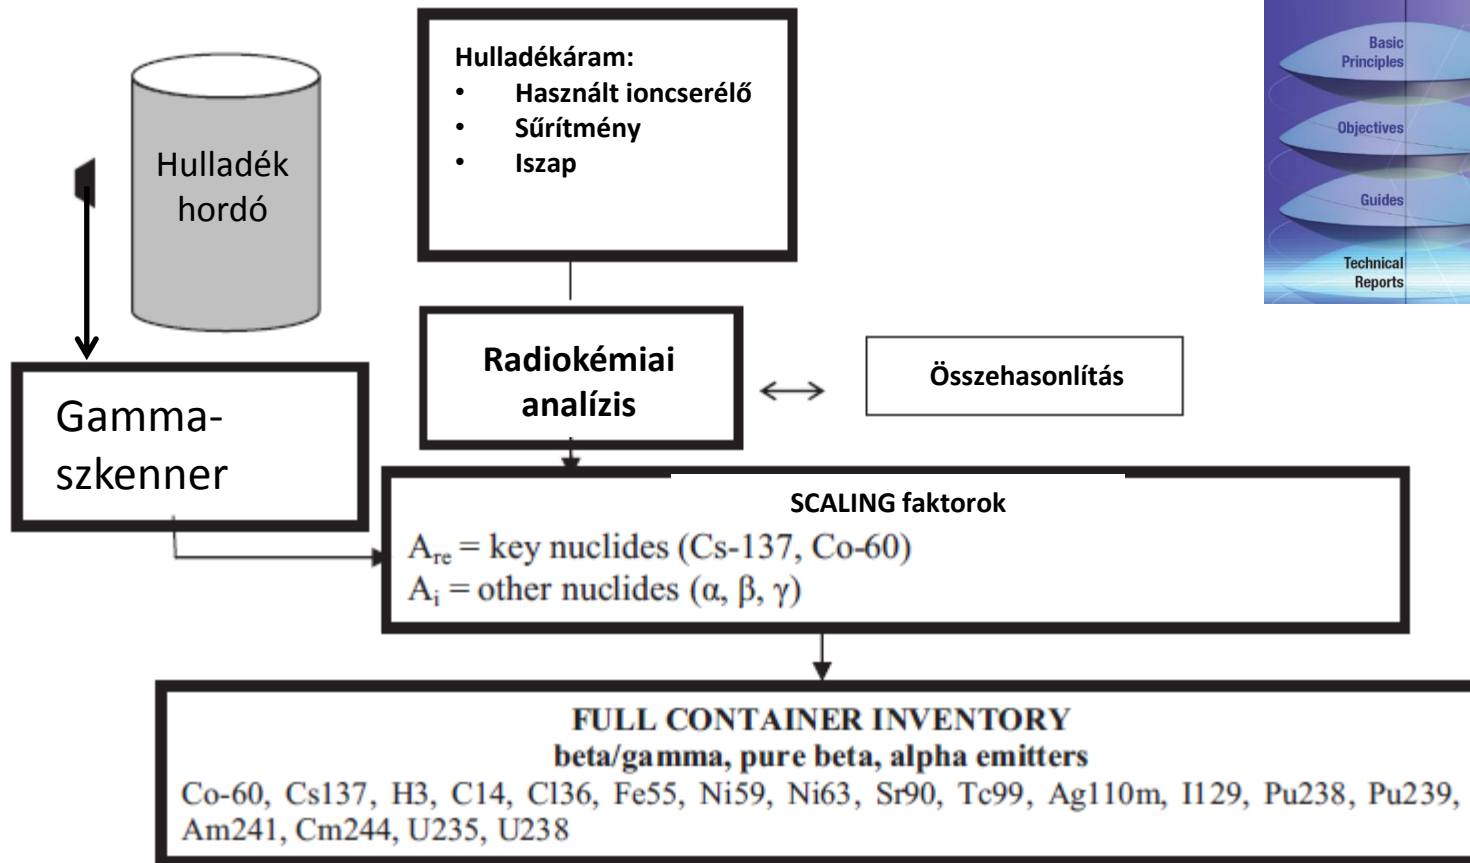 Hulladékáram:
• Használt ioncserélő
• Sűrítmény
• Iszap
Hulladék
hordó
Basic
Principles
Objectives
Guides
Technical
Reports
Radiokémiai
analízis
Összehasonlítás
Gamma-
szkenner
SCALING faktorok
A_re = key nuclides (Cs-137, Co-60)
A_i = other nuclides (α, β, γ)
FULL CONTAINER INVENTORY
beta/gamma, pure beta, alpha emitters
Co-60, Cs137, H3, C14, Cl36, Fe55, Ni59, Ni63, Sr90, Tc99, Ag110m, I129, Pu238, Pu239,
Am241, Cm244, U235, U238